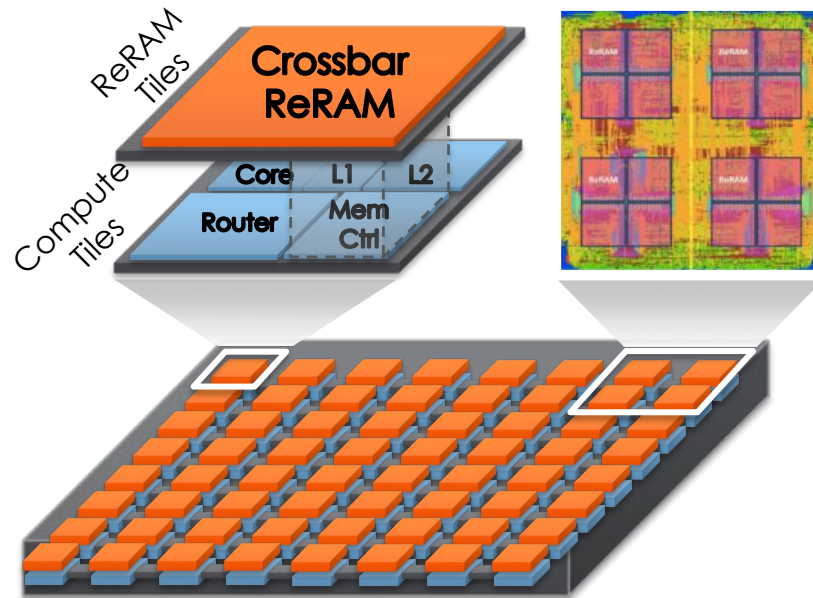 ReRAM
Tiles
Crossbar
ReRAM
Compute
Tiles
Core
L1
L2
Router
Mem
Ctrl
ReRAM
ReRAM
ReRAM
ReRAM